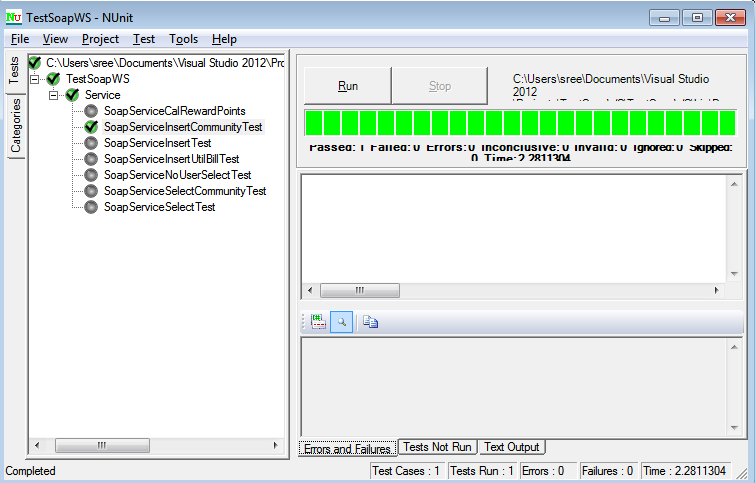 TestSoapWS - NUnit
File View Project Test Tools Help
Tests
Categories
C:\Users\sree\Documents\Visual Studio 2012\Pro
TestSoapWS
Service
SoapServiceCalRewardPoints
SoapServiceInsertCommunityTest
SoapServiceInsertTest
SoapServiceInsertUtilBillTest
SoapServiceNoUserSelectTest
SoapServiceSelectCommunityTest
SoapServiceSelectTest
Run
Stop
C:\Users\sree\Documents\Visual Studio
2012
Passed: 1 Failed: 0 Errors: 0 Inconclusive: 0 Invalid: 0 Ignored: 0 Skipped:
0 Time: 2.2811304
Errors and Failures
Tests Not Run
Text Output
Completed
Test Cases : 1
Tests Run : 1
Errors : 0
Failures : 0
Time : 2.2811304